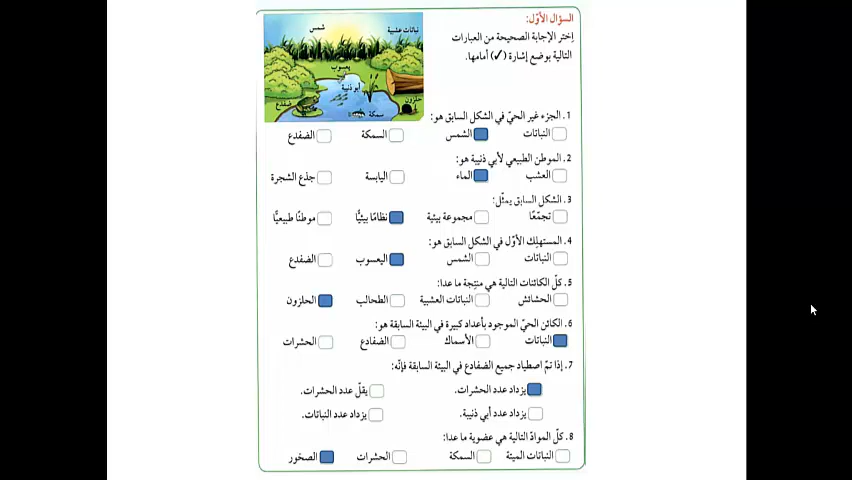 السؤال الأوّل:
إختر الإجابة الصحيحة من العبارات
التالية بوضع إشارة (✓) أمامها.
شمس
نباتات عشبية
يعسوب
أبو ذنيبة
حلزون
ضفدع
سمكة
1. الجزء غير الحيّ في الشكل السابق هو:
النباتات الشمس السمكة الضفدع
2. الموطن الطبيعي لأبي ذنيبة هو:
العشب الماء اليابسة جذع الشجرة
3. الشكل السابق يمثّل:
تجمّعًا مجموعة بيئية نظامًا بيئيًّا موطنًا طبيعيًّا
4. المستهلك الأوّل في الشكل السابق هو:
النباتات الشمس اليعسوب الضفدع
5. كلّ الكائنات التالية هي منتِجة ما عدا:
الحشائش النباتات العشبية الطحالب الحلزون
6. الكائن الحيّ الموجود بأعداد كبيرة في البيئة السابقة هو:
النباتات الأسماك الضفادع الحشرات
7. إذا تمّ اصطياد جميع الضفادع في البيئة السابقة فإنّه:
يزداد عدد الحشرات. يقلّ عدد الحشرات.
يزداد عدد أبي ذنيبة. يزداد عدد النباتات.
8. كلّ الموادّ التالية هي عضوية ما عدا:
النباتات الميتة السمكة الحشرات الصخور